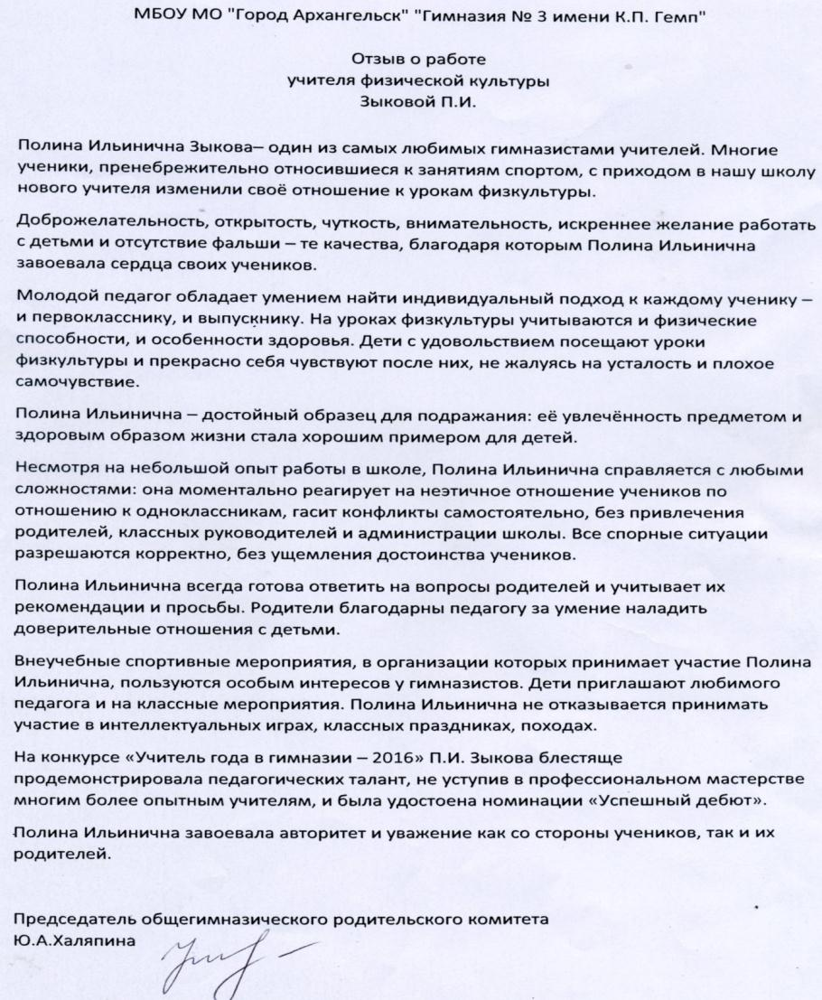 МБОУ МО "Город Архангельск" "Гимназия № 3 имени К.П. Гемп"
Отзыв о работе
учителя физической культуры
Зыковой П.И.
Полина Ильинична Зыкова– один из самых любимых гимназистами учителей. Многие
ученики, пренебрежительно относившиеся к занятиям спортом, с приходом в нашу школу
нового учителя изменили своё отношение к урокам физкультуры.
Доброжелательность, открытость, чуткость, внимательность, искреннее желание работать
с детьми и отсутствие фальши – те качества, благодаря которым Полина Ильинична
завоевала сердца своих учеников.
Молодой педагог обладает умением найти индивидуальный подход к каждому ученику –
и первокласснику, и выпускнику. На уроках физкультуры учитываются и физические
способности, и особенности здоровья. Дети с удовольствием посещают уроки
физкультуры и прекрасно себя чувствуют после них, не жалуясь на усталость и плохое
самочувствие.
Полина Ильинична – достойный образец для подражания: её увлечённость предметом и
здоровым образом жизни стала хорошим примером для детей.
Несмотря на небольшой опыт работы в школе, Полина Ильинична справляется с любыми
сложностями: она моментально реагирует на неэтичное отношение учеников по
отношению к одноклассникам, гасит конфликты самостоятельно, без привлечения
родителей, классных руководителей и администрации школы. Все спорные ситуации
разрешаются корректно, без ущемления достоинства учеников.
Полина Ильинична всегда готова ответить на вопросы родителей и учитывает их
рекомендации и просьбы. Родители благодарны педагогу за умение наладить
доверительные отношения с детьми.
Внеучебные спортивные мероприятия, в организации которых принимает участие Полина
Ильинична, пользуются особым интересов у гимназистов. Дети приглашают любимого
педагога и на классные мероприятия. Полина Ильинична не отказывается принимать
участие в интеллектуальных играх, классных праздниках, походах.
На конкурсе «Учитель года в гимназии – 2016» П.И. Зыкова блестяще
продемонстрировала педагогических талант, не уступив в профессиональном мастерстве
многим более опытным учителям, и была удостоена номинации «Успешный дебют».
Полина Ильинична завоевала авторитет и уважение как со стороны учеников, так и их
родителей.
Председатель общегимназического родительского комитета
Ю.А.Халяпина